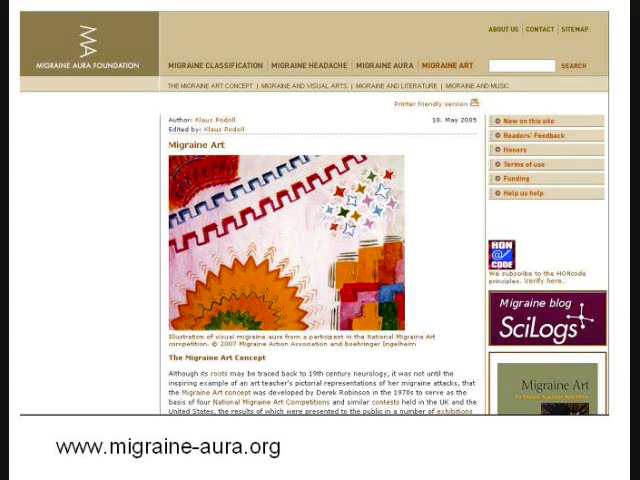 ABOUT US | CONTACT | SITEMAP
MIGRAINE AURA FOUNDATION
MIGRAINE CLASSIFICATION | MIGRAINE HEADACHE | MIGRAINE AURA | MIGRAINE ART
SEARCH
THE MIGRAINE ART CONCEPT | MIGRAINE AND VISUAL ARTS | MIGRAINE AND LITERATURE | MIGRAINE AND MUSIC
Printer friendly version
Author: Klaus Podoll
10. May 2005
Edited by: Klaus Podoll
Migraine Art
New on this site
Readers' Feedback
Honors
Terms of use
Funding
Help us help
HON
@
CODE
We subscribe to the HONcode
principles. Verify here.
Migraine blog
SciLogs
Illustration of visual migraine aura from a participant in the National Migraine Art
competition. © 2007 Migraine Action Association and Boehringer Ingelheim
The Migraine Art Concept
Although its roots may be traced back to 19th century neurology, it was not until the
inspiring example of an art teacher's pictorial representations of her migraine attacks, that
the Migraine Art concept was developed by Derek Robinson in the 1970s to serve as the
basis of four National Migraine Art Competitions and similar contests held in the UK and the
United States, the results of which were presented to the public in a number of exhibitions
Migraine Art
www.migraine-aura.org